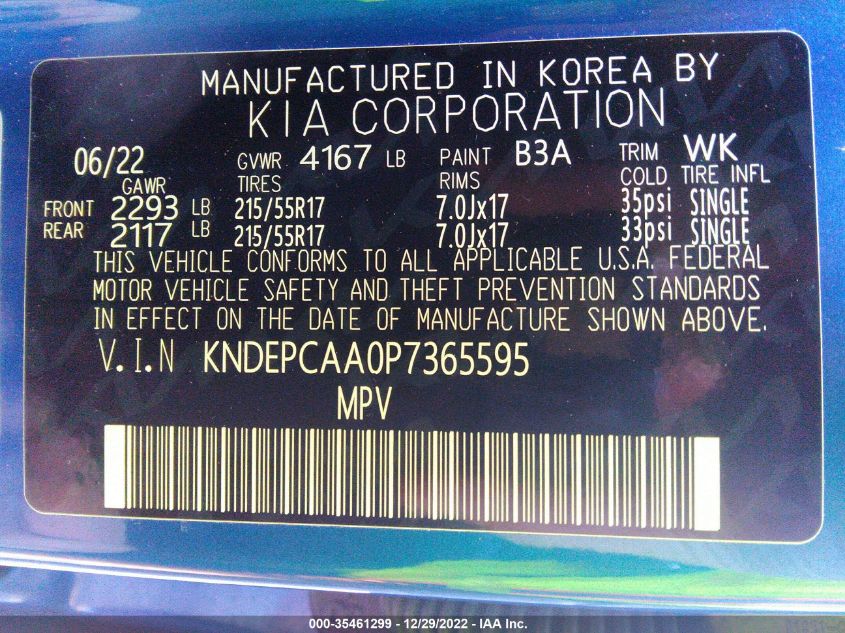 MANUFACTURED IN KOREA BY
KIA CORPORATION
06/22 GVWR 4167 LB PAINT B3A TRIM WK
GAWR TIRES RIMS COLD TIRE INFL
FRONT 2293 LB 215/55R17 7.0Jx17 35psi SINGLE
REAR 2117 LB 215/55R17 7.0Jx17 33psi SINGLE
THIS VEHICLE CONFORMS TO ALL APPLICABLE U.S.A. FEDERAL
MOTOR VEHICLE SAFETY AND THEFT PREVENTION STANDARDS
IN EFFECT ON THE DATE OF MANUFACTURE SHOWN ABOVE.
V.I.N KNDEPCAA0P7365595
MPV
000-35461299 - 12/29/2022 - IAA Inc.